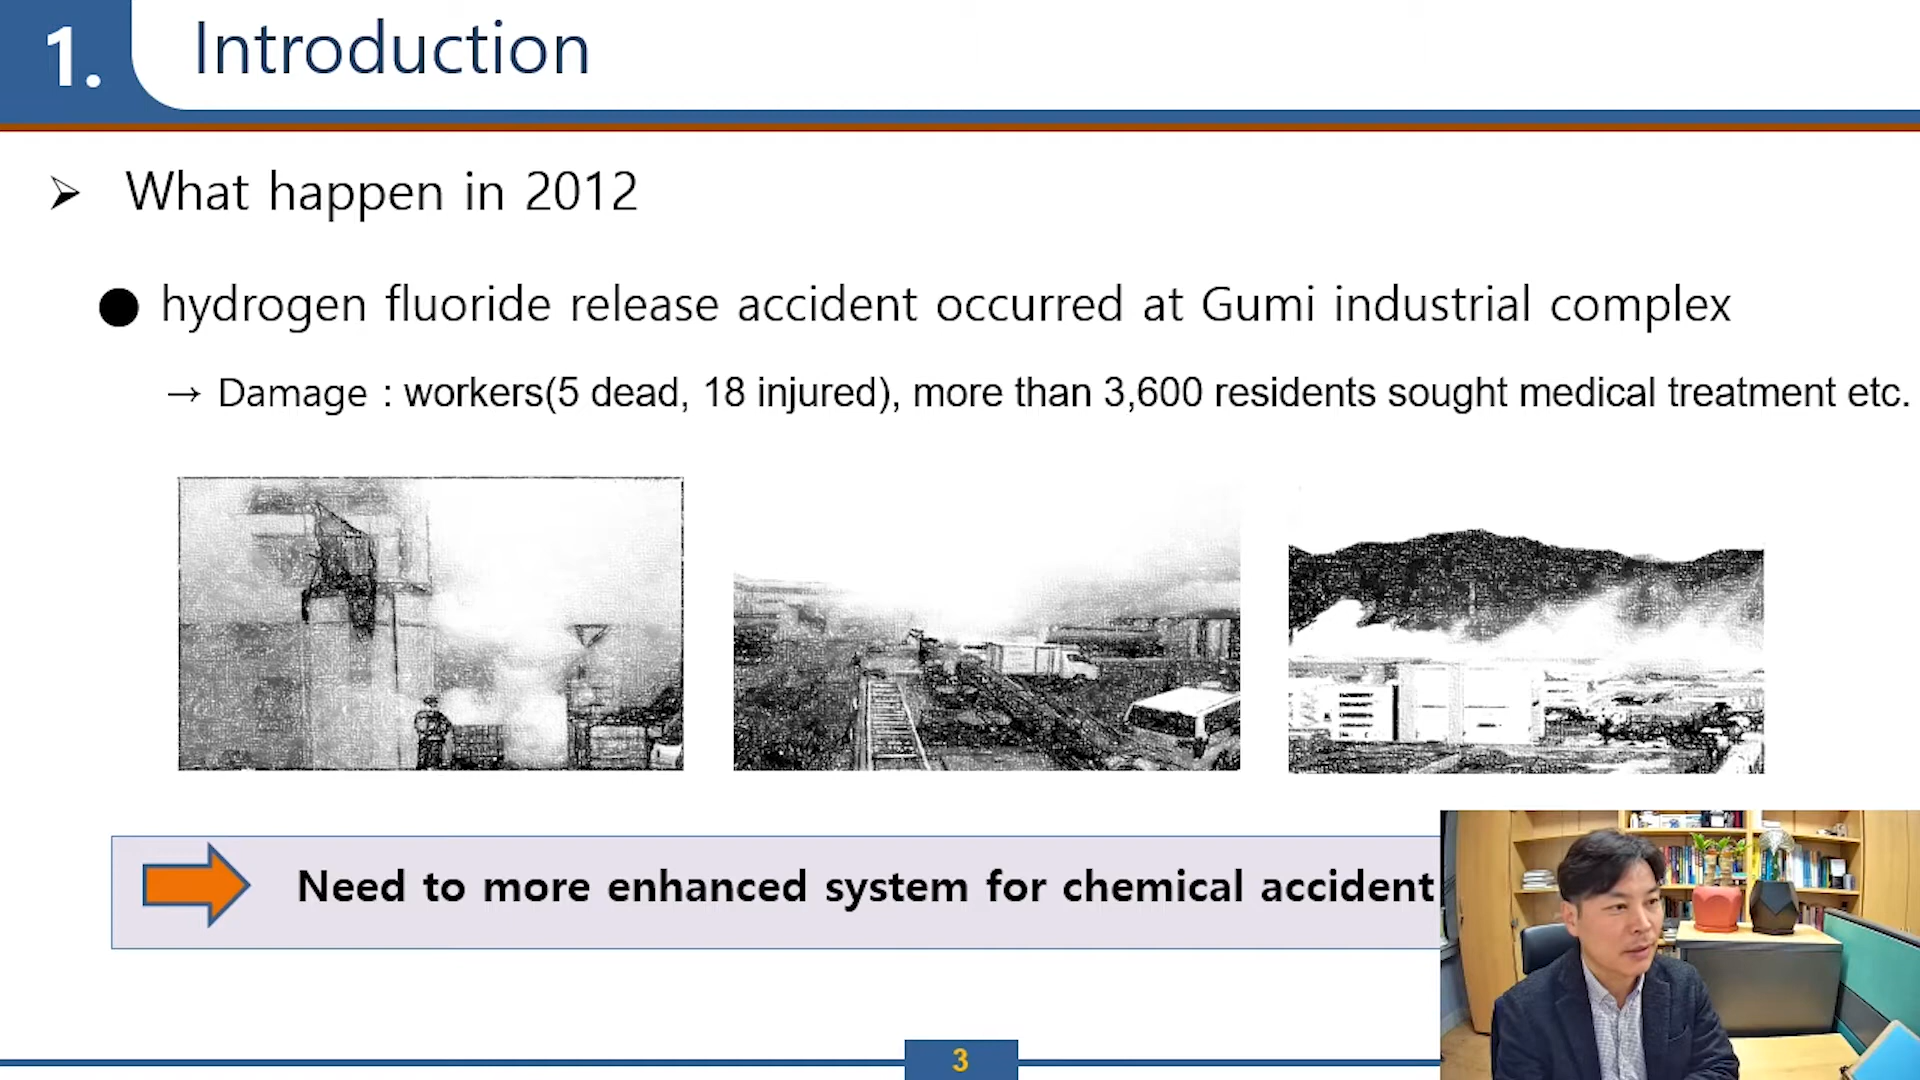 1. Introduction
➢ What happen in 2012
● hydrogen fluoride release accident occurred at Gumi industrial complex
→ Damage : workers(5 dead, 18 injured), more than 3,600 residents sought medical treatment etc.
Need to more enhanced system for chemical accident
3